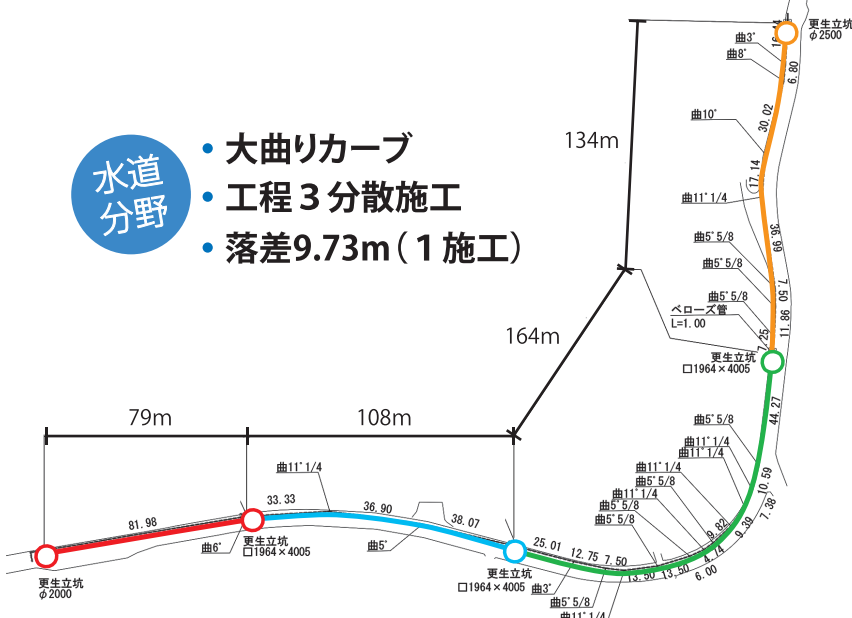 水道
分野
・大曲りカーブ
・工程3分散施工
・落差9.73m（1施工）
134m
164m
79m
108m
更生立坑
φ2500
曲3°
曲8°
6.80
30.02
曲10°
(17.14
曲11°1/4
36.99
曲5°5/8
曲5°5/8
7.50
曲5°5/8
11.98
ベローズ管
L=1.00
7.25
更生立坑
□1964×4005
44.27
曲5°5/8
曲11°1/4
曲11°1/4
10.59
7.38
曲11°1/4
曲5°5/8
曲11°1/4
曲5°5/8
曲5°5/8
9.82
9.39
4.14
6.00
13.50
13.50
7.50
12.75
25.01
曲3°
曲5°5/8
曲11°1/4
更生立坑
□1964×4005
38.07
曲5°
36.90
曲11°1/4
33.33
更生立坑
□1964×4005
曲6°
81.98
更生立坑
φ2000